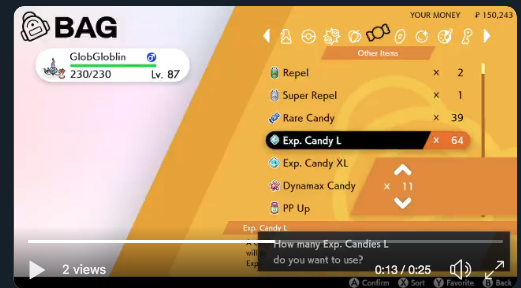 BAG
YOUR MONEY ₽ 150,243
Other Items
GlobGloblin ♂
230/230 Lv. 87
Repel × 2
Super Repel × 1
Rare Candy × 39
Exp. Candy L × 64
Exp. Candy XL
Dynamax Candy × 11
PP Up
Exp. Candy L
will
Exp
How many Exp. Candies L
do you want to use?
2 views 0:13 / 0:25
A Confirm X Sort Y Favorite B Back